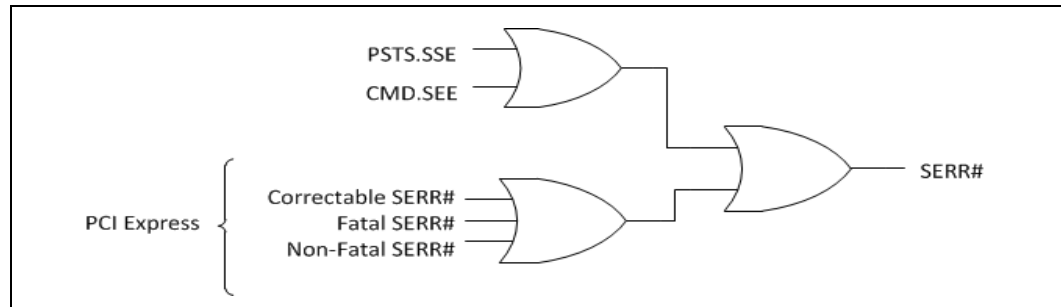 PSTS.SSE
CMD.SEE
SERR#
PCI Express
Correctable SERR#
Fatal SERR#
Non-Fatal SERR#